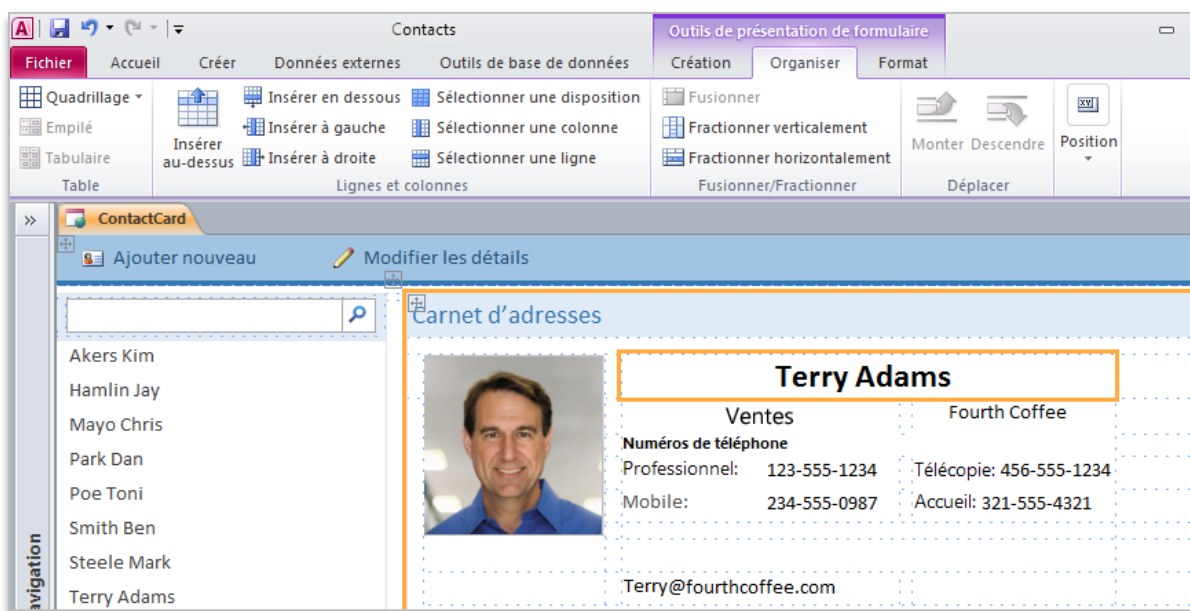 A
Contacts
Outils de présentation de formulaire
Fichier Accueil Créer Données externes Outils de base de données Création Organiser Format
Quadrillage Insérer en dessous Sélectionner une disposition Fusionner
Empilé Insérer à gauche Sélectionner une colonne Fractionner verticalement
Tabulaire Insérer à droite Sélectionner une ligne Fractionner horizontalement
Insérer
au-dessus
Monter Descendre
Position
Table Lignes et colonnes Fusionner/Fractionner Déplacer
» ContactCard
Ajouter nouveau Modifier les détails
Carnet d'adresses
Akers Kim
Hamlin Jay
Mayo Chris
Park Dan
Poe Toni
Smith Ben
Steele Mark
Terry Adams
Terry Adams
Ventes Fourth Coffee
Numéros de téléphone
Professionnel: 123-555-1234 Télécopie: 456-555-1234
Mobile: 234-555-0987 Accueil: 321-555-4321
Terry@fourthcoffee.com